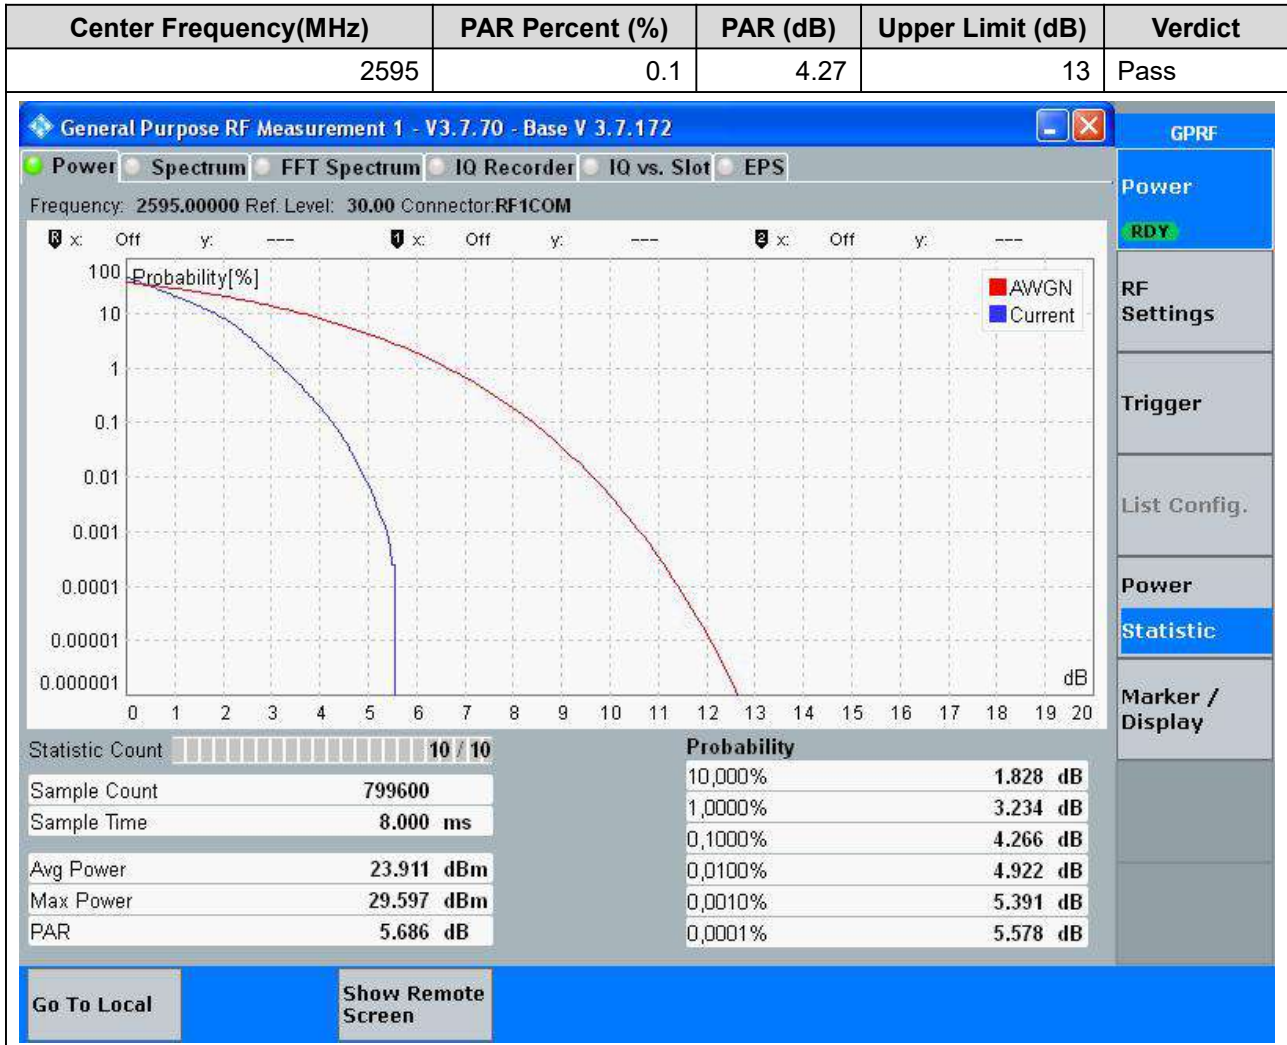 Center Frequency(MHz) PAR Percent (%) PAR (dB) Upper Limit (dB) Verdict
2595 0.1 4.27 13 Pass
General Purpose RF Measurement 1 - V3.7.70 - Base V 3.7.172
GPRF
Power Spectrum FFT Spectrum IQ Recorder IQ vs. Slot EPS
Power
RDY
Frequency: 2595.00000 Ref. Level: 30.00 Connector:RF1COM
R x: Off y: --- 1 x: Off y: --- 2 x: Off y: ---
Probability[%]
AWGN
Current
100
10
1
0.1
0.01
0.001
0.0001
0.00001
0.000001
dB
0 1 2 3 4 5 6 7 8 9 10 11 12 13 14 15 16 17 18 19 20
RF
Settings
Trigger
List Config.
Power
Statistic
Marker /
Display
Statistic Count 10 / 10
Sample Count 799600
Sample Time 8.000 ms
Avg Power 23.911 dBm
Max Power 29.597 dBm
PAR 5.686 dB
Probability
10,000% 1.828 dB
1,0000% 3.234 dB
0,1000% 4.266 dB
0,0100% 4.922 dB
0,0010% 5.391 dB
0,0001% 5.578 dB
Go To Local
Show Remote
Screen